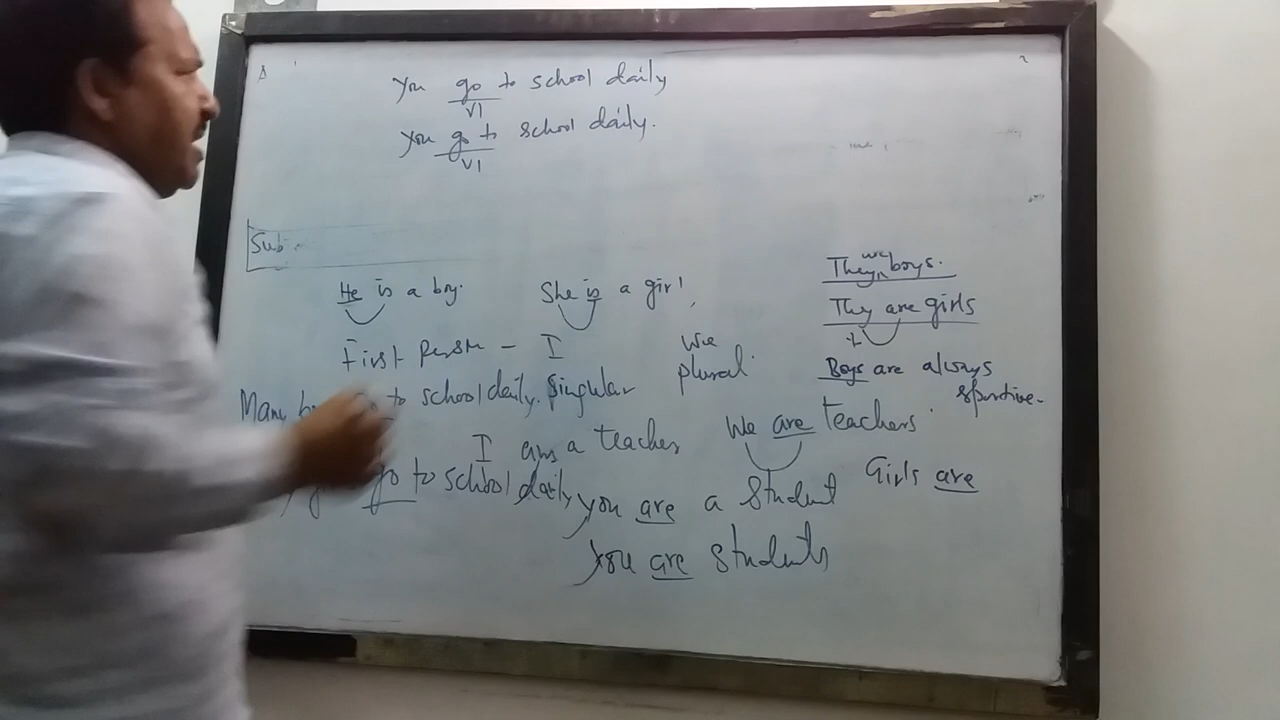 You go to school daily
V1
You go to school daily.
V1
Sub
He is a boy. She is a girl,
They we boys.
They are girls
First person - I We
Singular plural.
Boys are always
sportive.
Many to school daily.
I am a teacher We are teachers.
go to school daily
Girls are
you are a student
You are students